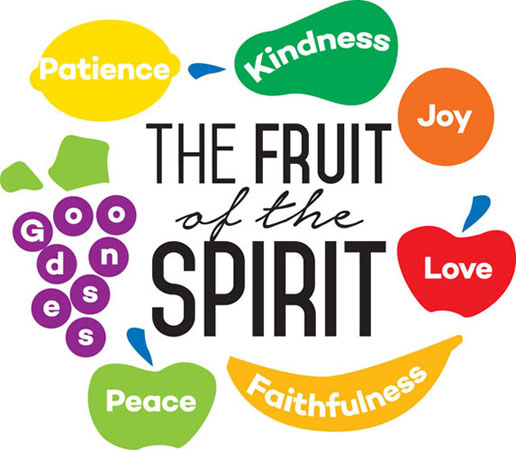 Patience
Kindness
Joy
THE FRUIT
of the
SPIRIT
Goodness
Love
Peace
Faithfulness